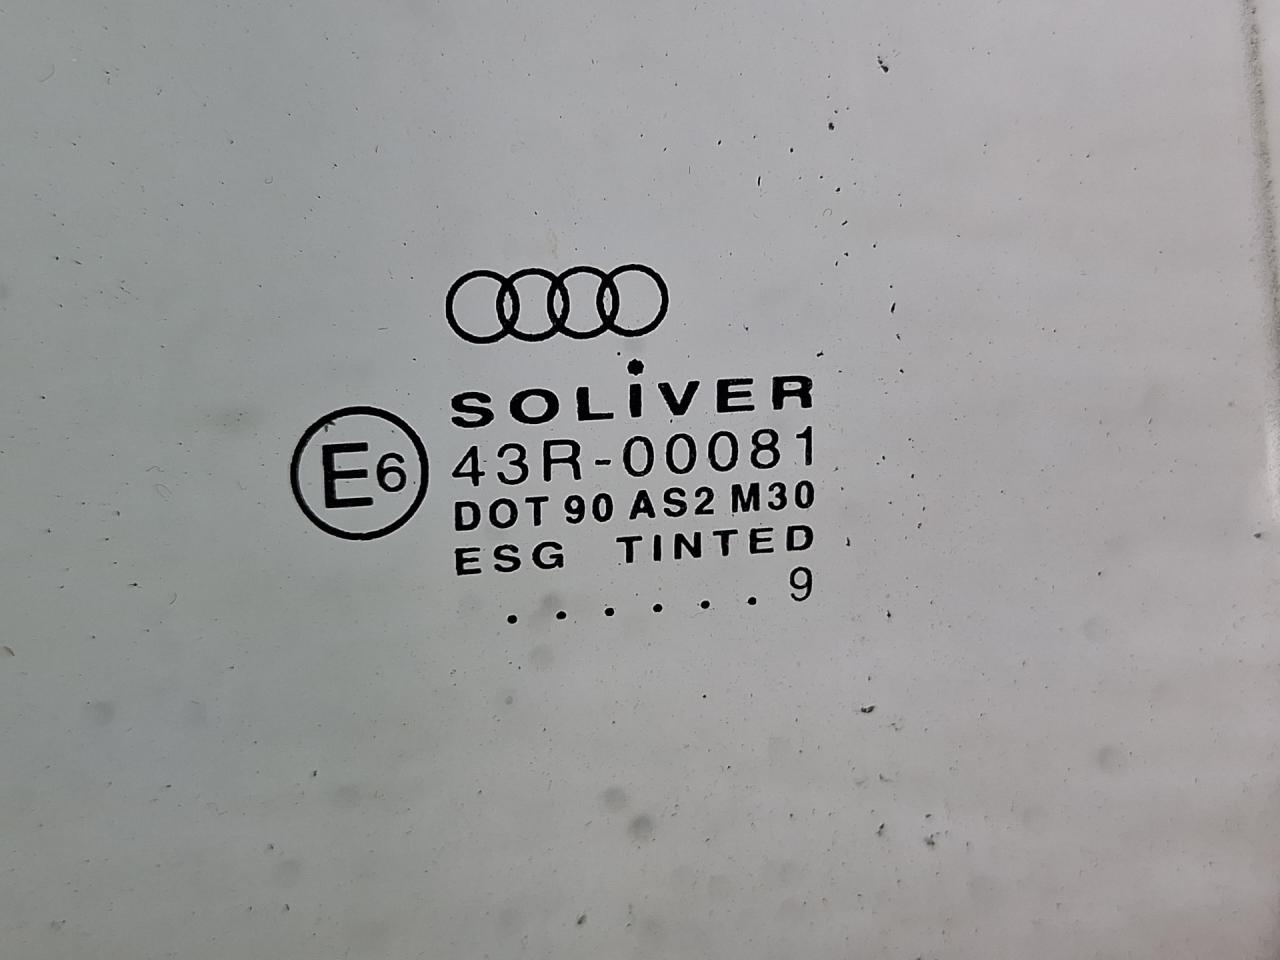 SOLiVER
E6
43R-00081
DOT 90 AS2 M30
ESG TINTED
. . . . . . 9